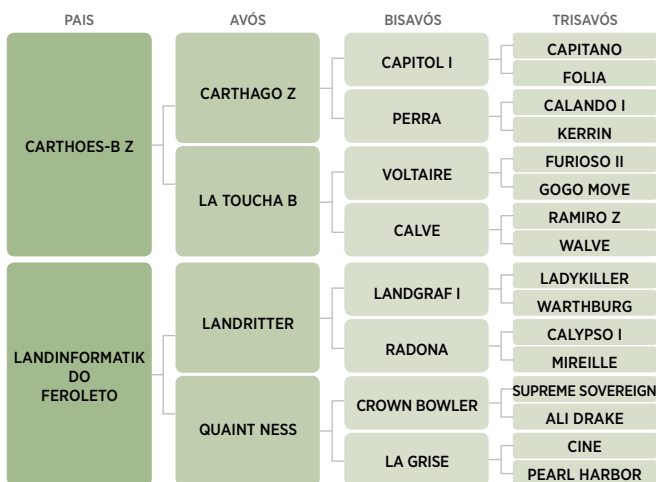 PAIS
AVÓS
BISAVÓS
TRISAVÓS
CARTHOES-B Z
CARTHAGO Z
CAPITOL I
CAPITANO
FOLIA
PERRA
CALANDO I
KERRIN
LA TOUCHA B
VOLTAIRE
FURIOSO II
GOGO MOVE
CALVE
RAMIRO Z
WALVE
LANDINFORMATIK
DO
FEROLETO
LANDRITTER
LANDGRAF I
LADYKILLER
WARTHBURG
RADONA
CALYPSO I
MIREILLE
QUAINT NESS
CROWN BOWLER
SUPREME SOVEREIGN
ALI DRAKE
LA GRISE
CINE
PEARL HARBOR